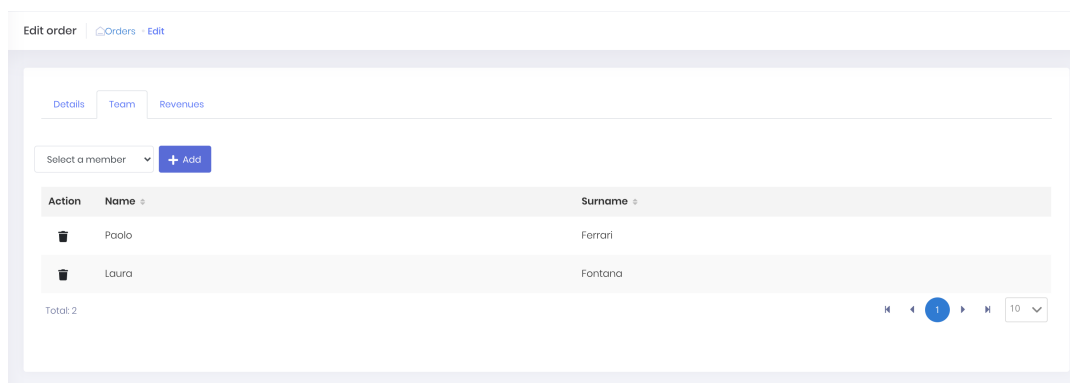 Edit order Orders - Edit
Details Team Revenues
Select a member + Add
Action Name Surname
Paolo Ferrari
Laura Fontana
Total: 2 1 10